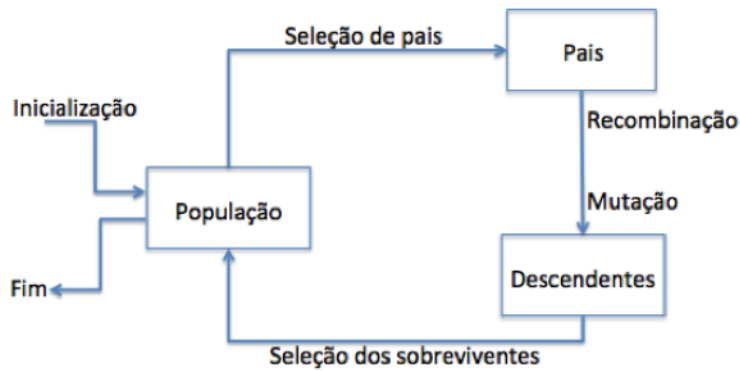 Seleção de pais
Pais
Inicialização
Recombinação
População
Mutação
Descendentes
Fim
Seleção dos sobreviventes